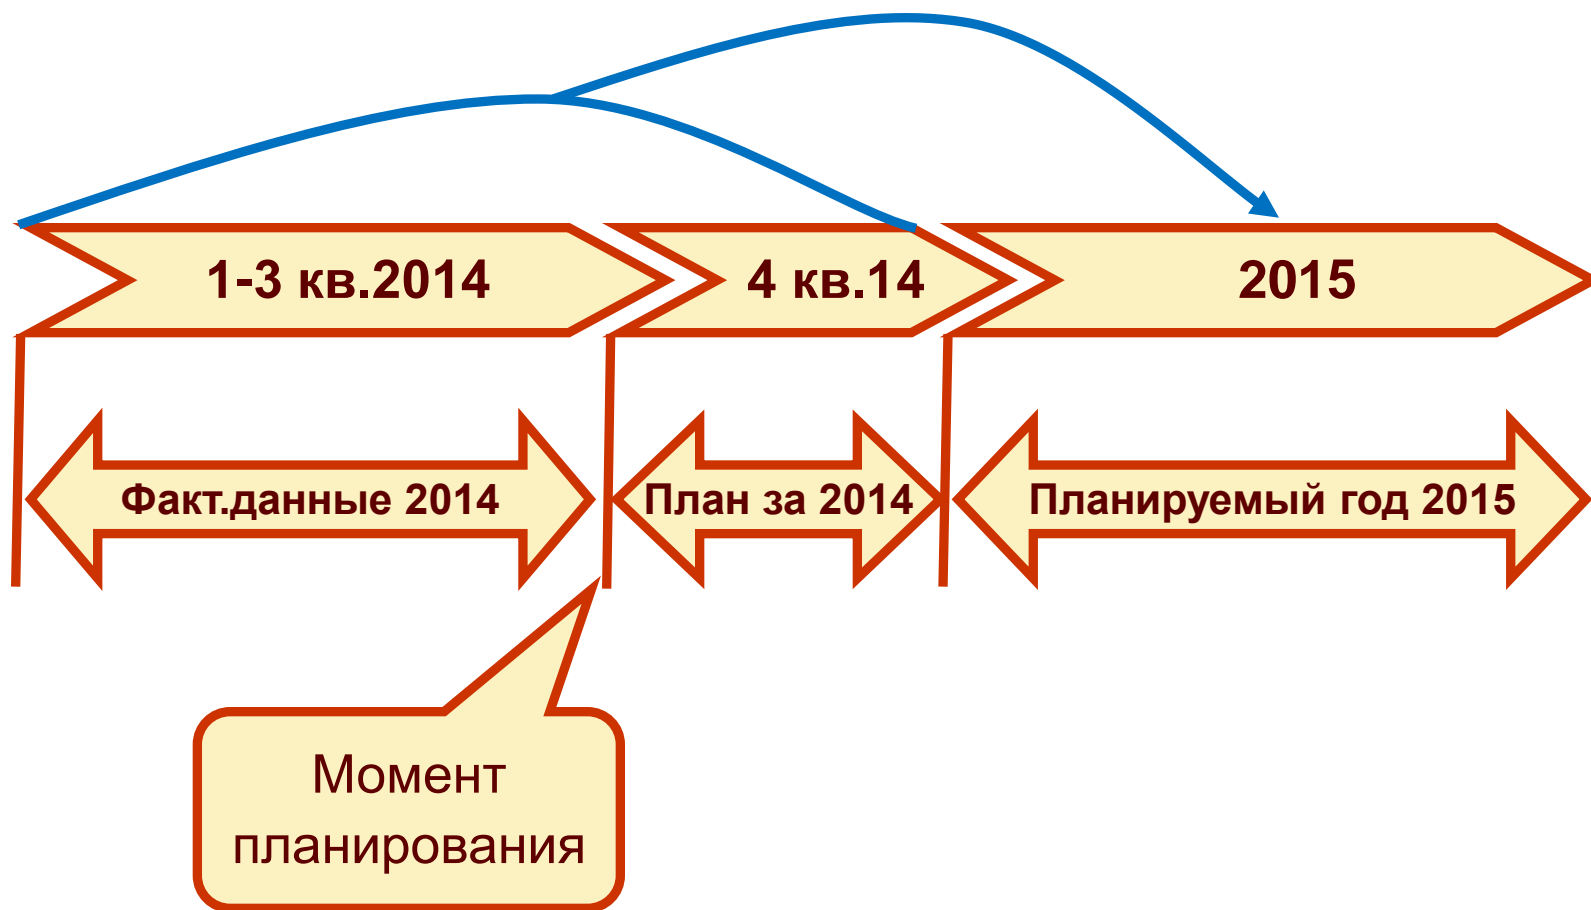 1-3 кв.2014
4 кв.14
2015
Факт.данные 2014
План за 2014
Планируемый год 2015
Момент
планирования